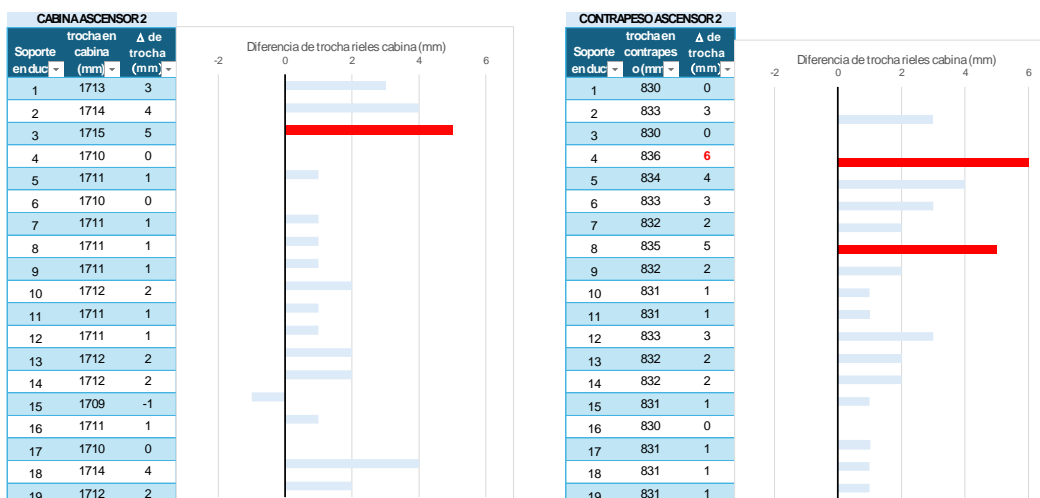 CABINA ASCENSOR 2
Soporte en duc trocha en cabina (mm) Δ de trocha (mm)
1 1713 3
2 1714 4
3 1715 5
4 1710 0
5 1711 1
6 1710 0
7 1711 1
8 1711 1
9 1711 1
10 1712 2
11 1711 1
12 1711 1
13 1712 2
14 1712 2
15 1709 -1
16 1711 1
17 1710 0
18 1714 4
19 1712 2
Diferencia de trocha rieles cabina (mm)
-2 0 2 4 6
CONTRAPESO ASCENSOR 2
Soporte en duc trocha en contrapeso (mm Δ de trocha (mm)
1 830 0
2 833 3
3 830 0
4 836 6
5 834 4
6 833 3
7 832 2
8 835 5
9 832 2
10 831 1
11 831 1
12 833 3
13 832 2
14 832 2
15 831 1
16 830 0
17 831 1
18 831 1
19 831 1
Diferencia de trocha rieles cabina (mm)
-2 0 2 4 6